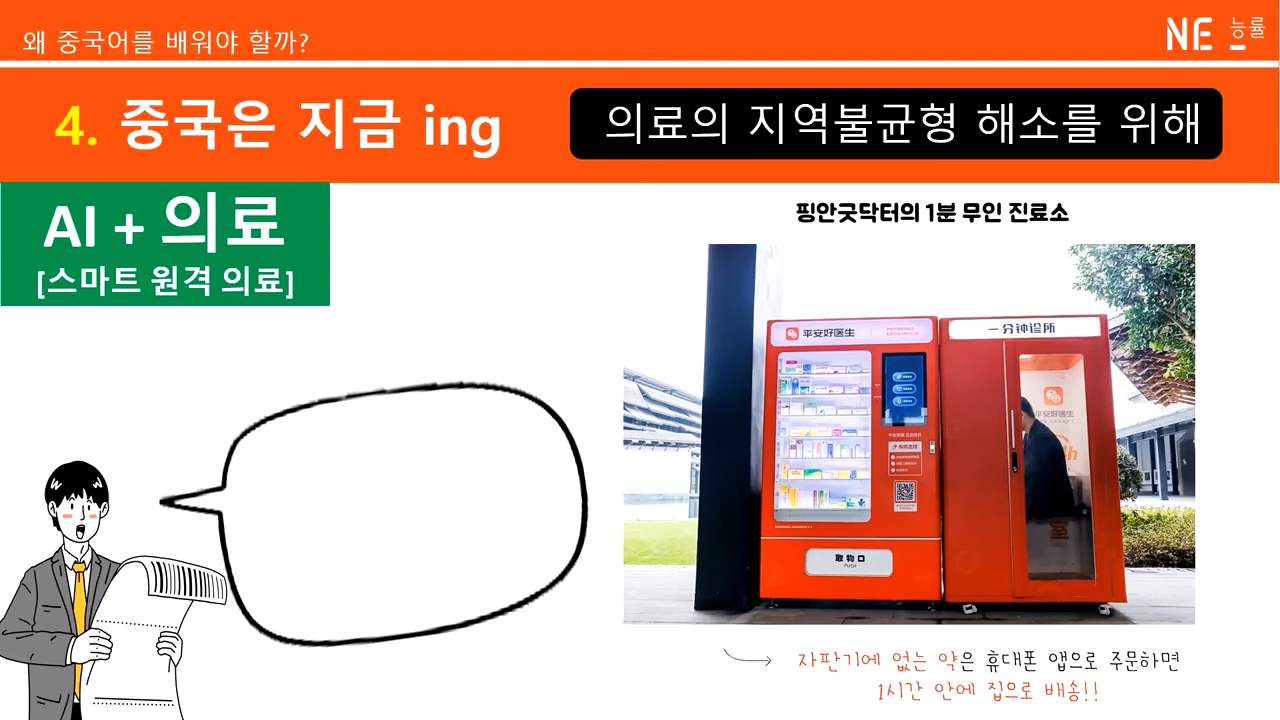 왜 중국어를 배워야 할까?
NE 능률
4. 중국은 지금 ing
의료의 지역불균형 해소를 위해
AI + 의료
[스마트 원격 의료]
핑안굿닥터의 1분 무인 진료소
平安好医生
一分钟诊所
平安好医生
取物口
PUSH
자판기에 없는 약은 휴대폰 앱으로 주문하면
1시간 안에 집으로 배송!!